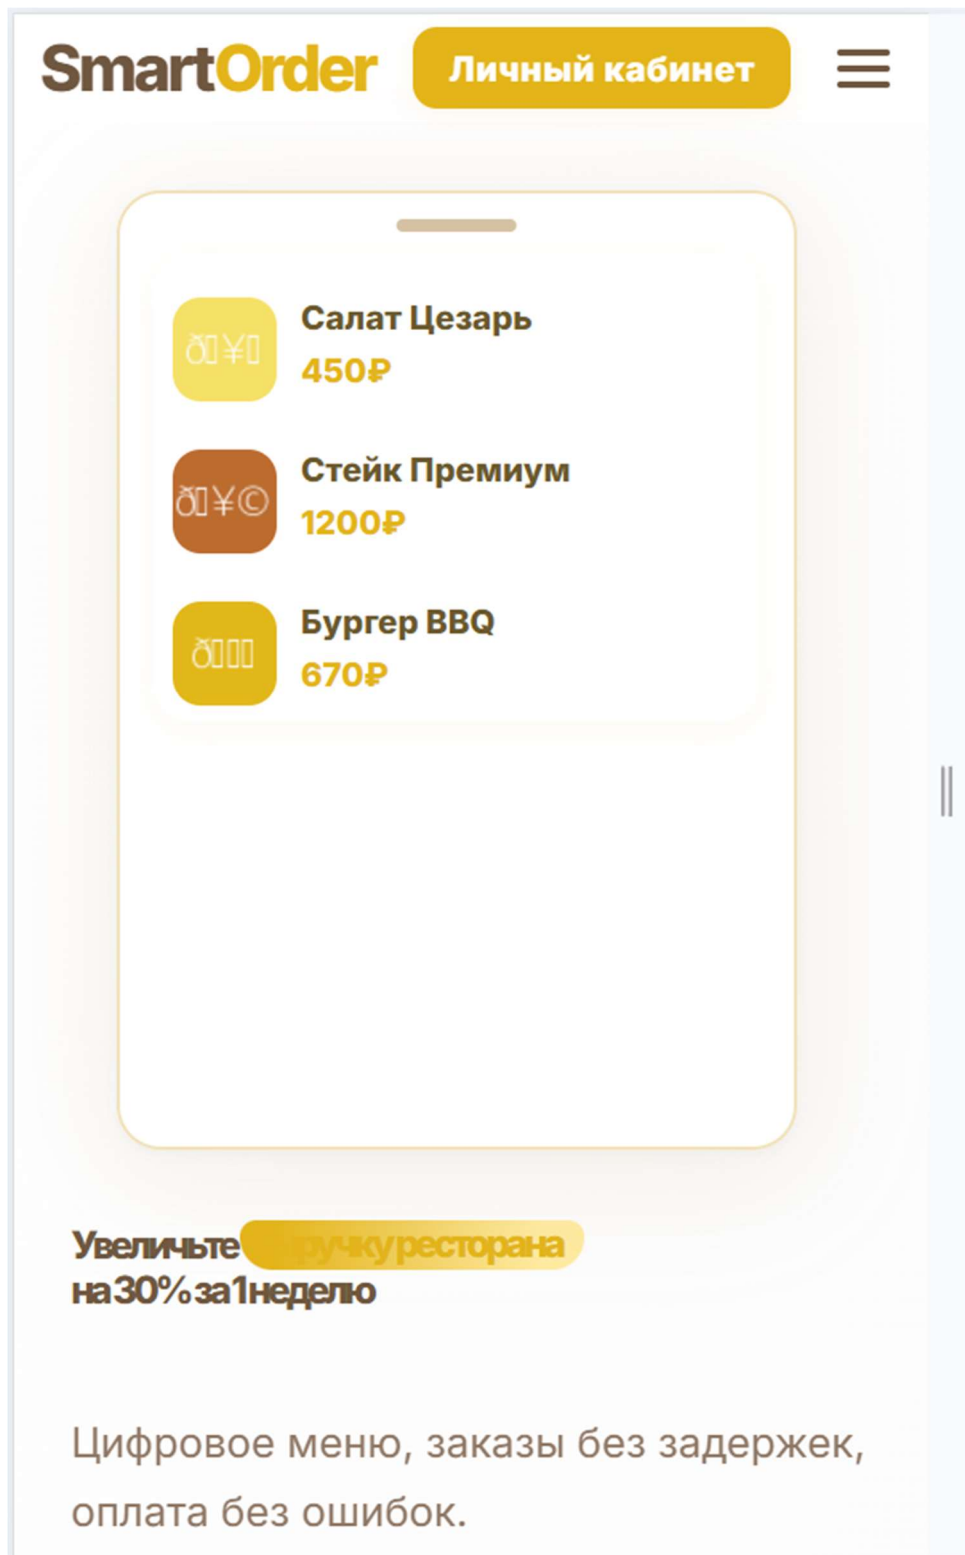 SmartOrder
Личный кабинет
Салат Цезарь
450₽
Стейк Премиум
1200₽
Бургер BBQ
670₽
Увеличьте выручку ресторана
на 30% за 1 неделю
Цифровое меню, заказы без задержек,
оплата без ошибок.